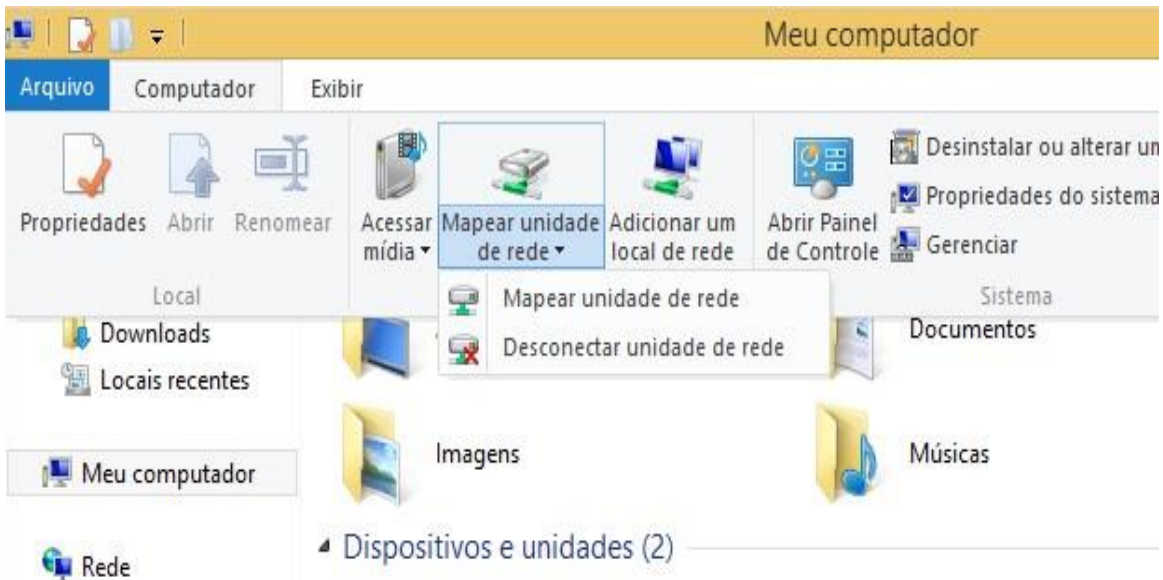 Meu computador
Arquivo
Computador
Exibir
Propriedades
Abrir
Renomear
Acessar
mídia
Mapear unidade
de rede
Adicionar um
local de rede
Abrir Painel
de Controle
Desinstalar ou alterar um
Propriedades do sistema
Gerenciar
Local
Sistema
Mapear unidade de rede
Desconectar unidade de rede
Downloads
Locais recentes
Meu computador
Rede
Documentos
Imagens
Músicas
Dispositivos e unidades (2)